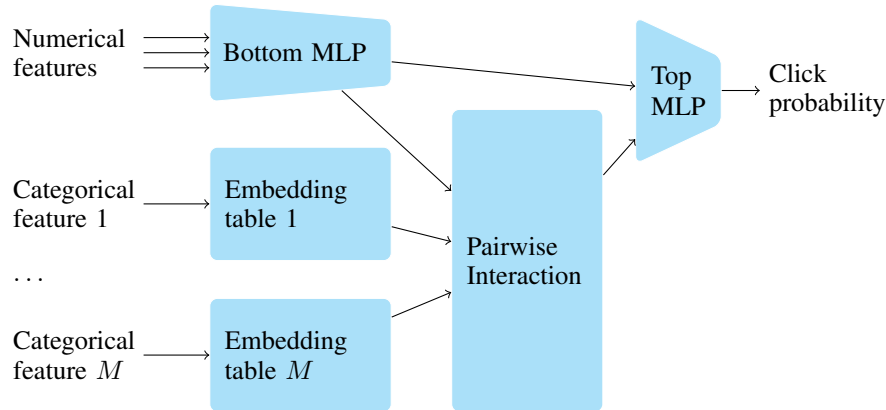 Numerical
features
Bottom MLP
Top
MLP
Click
probability
Categorical
feature 1
Embedding
table 1
Pairwise
Interaction
...
Categorical
feature M
Embedding
table M